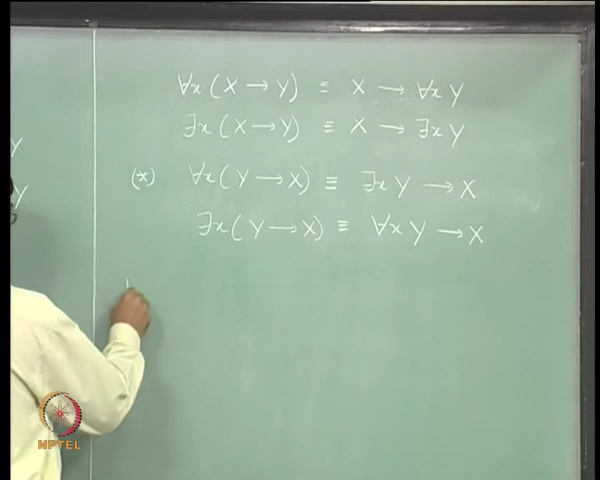 ∀x(X → Y) ≡ X → ∀x Y
∃x(X → Y) ≡ X → ∃x Y
(*) ∀x(Y → X) ≡ ∃x Y → X
∃x(Y → X) ≡ ∀x Y → X
Y
Y
NPTEL